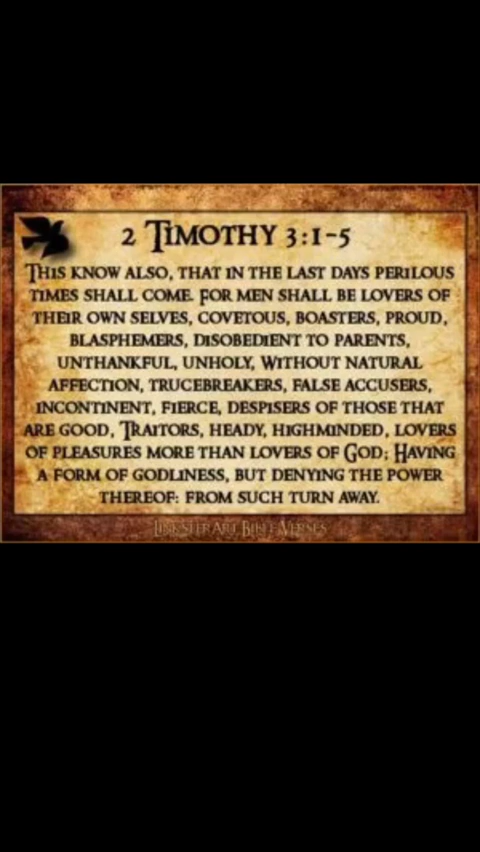 2 Timothy 3:1-5
This know also, that in the last days perilous
times shall come. For men shall be lovers of
their own selves, covetous, boasters, proud,
blasphemers, disobedient to parents,
unthankful, unholy, Without natural
affection, trucebreakers, false accusers,
incontinent, fierce, despisers of those that
are good, Traitors, heady, highminded, lovers
of pleasures more than lovers of God; Having
a form of godliness, but denying the power
thereof: from such turn away.
LinksterArt Bible Verses